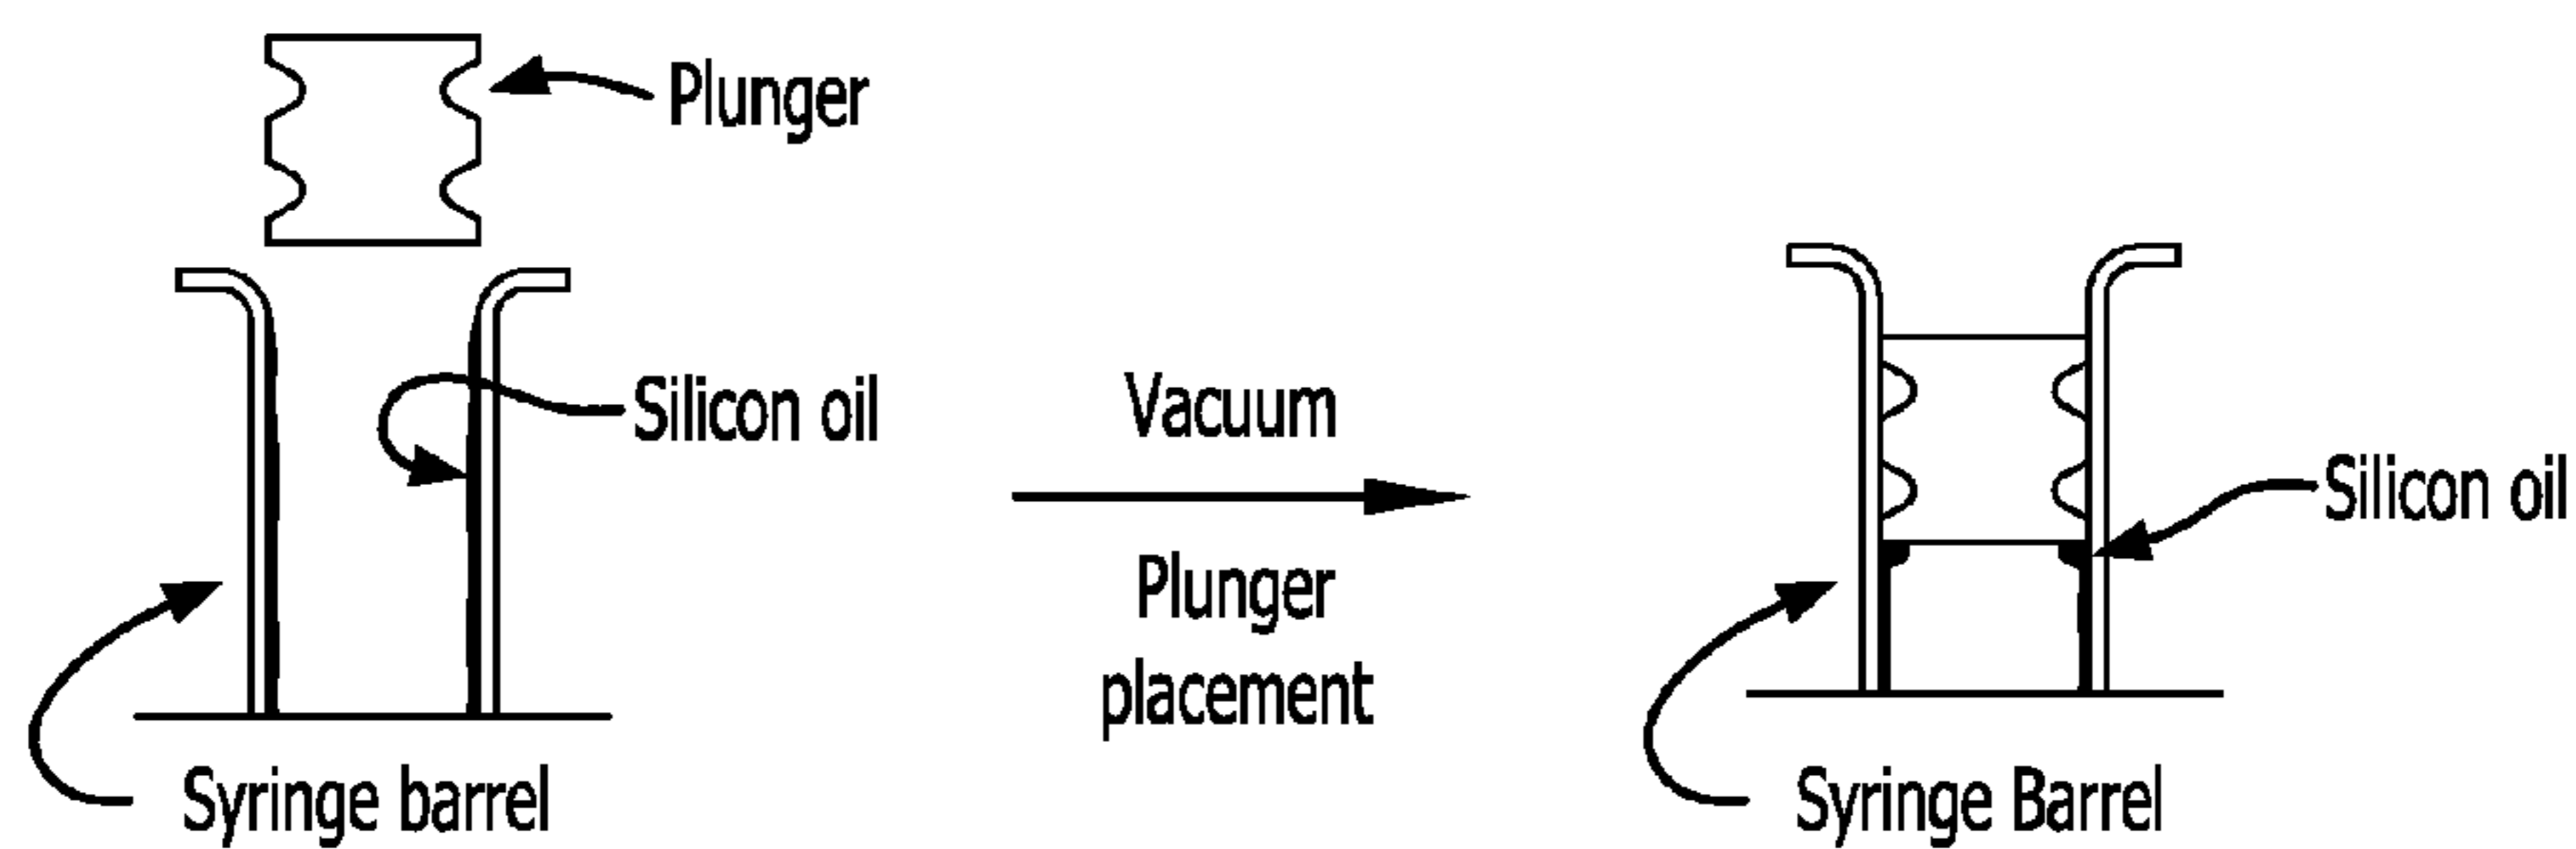 Plunger
Silicon oil
Syringe barrel
Vacuum
Plunger
placement
Silicon oil
Syringe Barrel